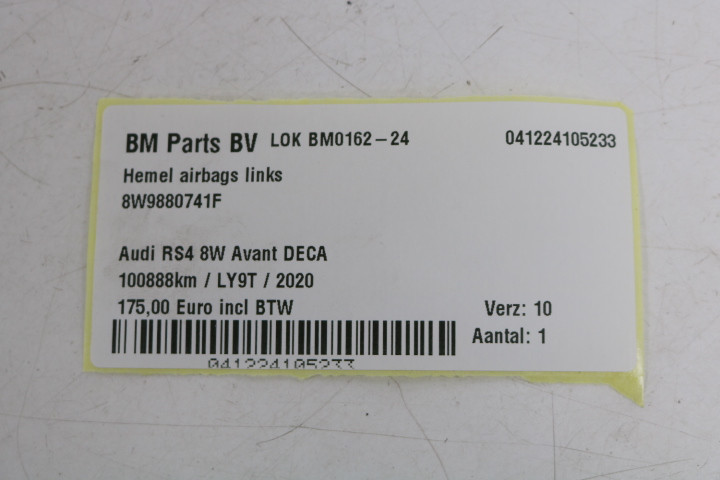 BM Parts BV LOK BM0162-24 041224105233
Hemel airbags links
8W9880741F
Audi RS4 8W Avant DECA
100888km / LY9T / 2020
175,00 Euro incl BTW Verz: 10
Aantal: 1
041224105233